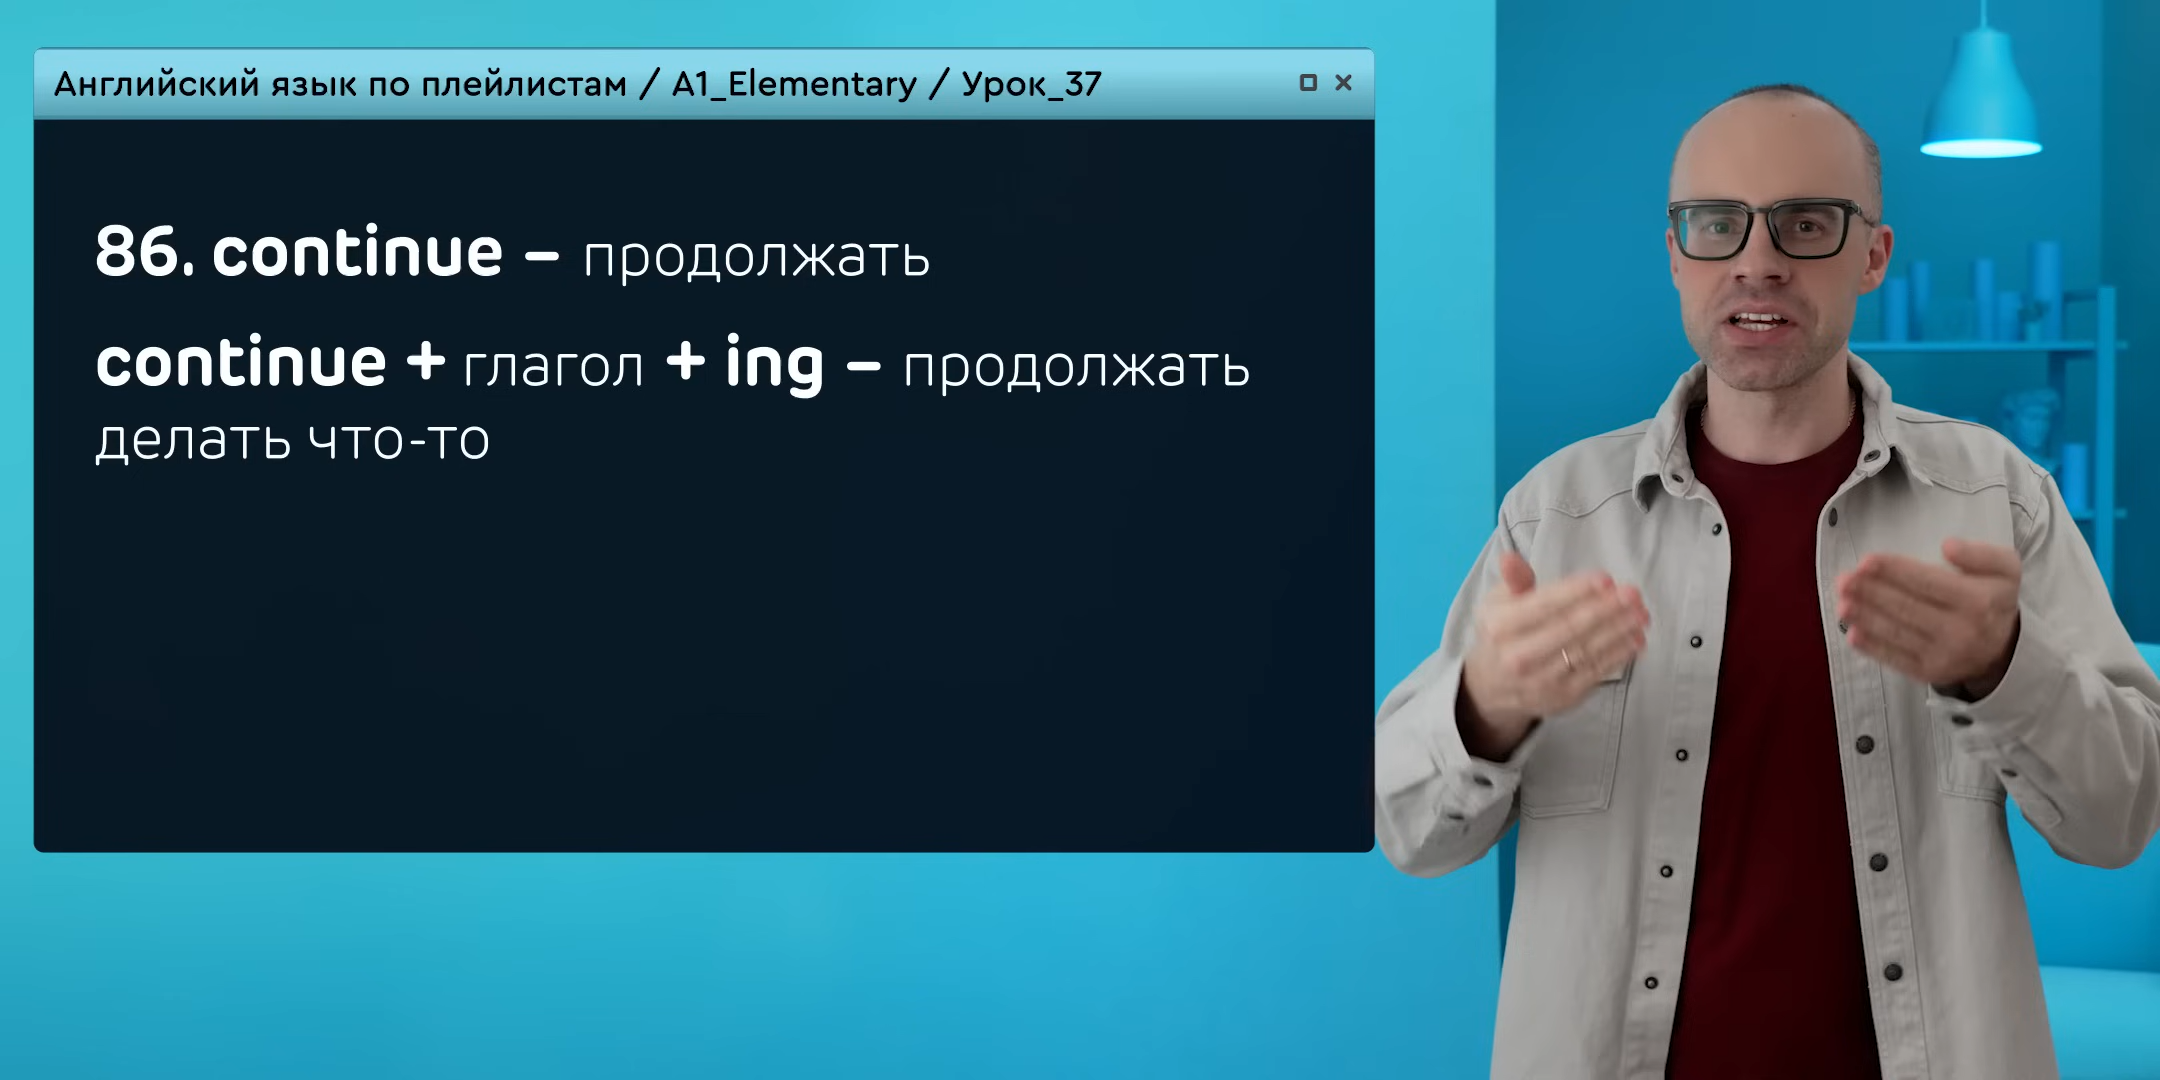 Английский язык по плейлистам / A1_Elementary / Урок_37
86. continue – продолжать
continue + глагол + ing – продолжать
делать что-то